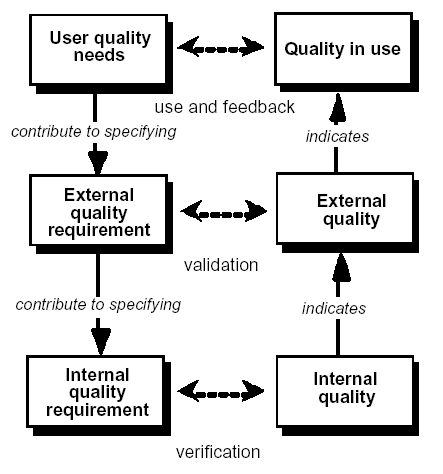 User quality
needs
Quality in use
use and feedback
contribute to specifying
indicates
External
quality
requirement
External
quality
validation
contribute to specifying
indicates
Internal
quality
requirement
Internal
quality
verification